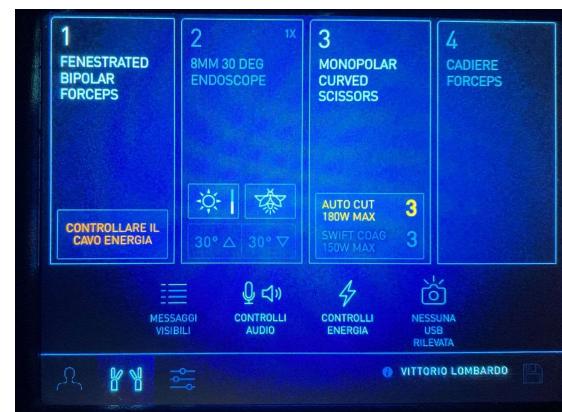 1
FENESTRATED
BIPOLAR
FORCEPS
CONTROLLARE IL
CAVO ENERGIA
2
1X
8MM 30 DEG
ENDOSCOPE
30° △ 30° ▽
3
MONOPOLAR
CURVED
SCISSORS
AUTO CUT 3
180W MAX
SWIFT COAG 3
150W MAX
4
CADIERE
FORCEPS
MESSAGGI
VISIBILI
CONTROLLI
AUDIO
CONTROLLI
ENERGIA
NESSUNA
USB
RILEVATA
VITTORIO LOMBARDO